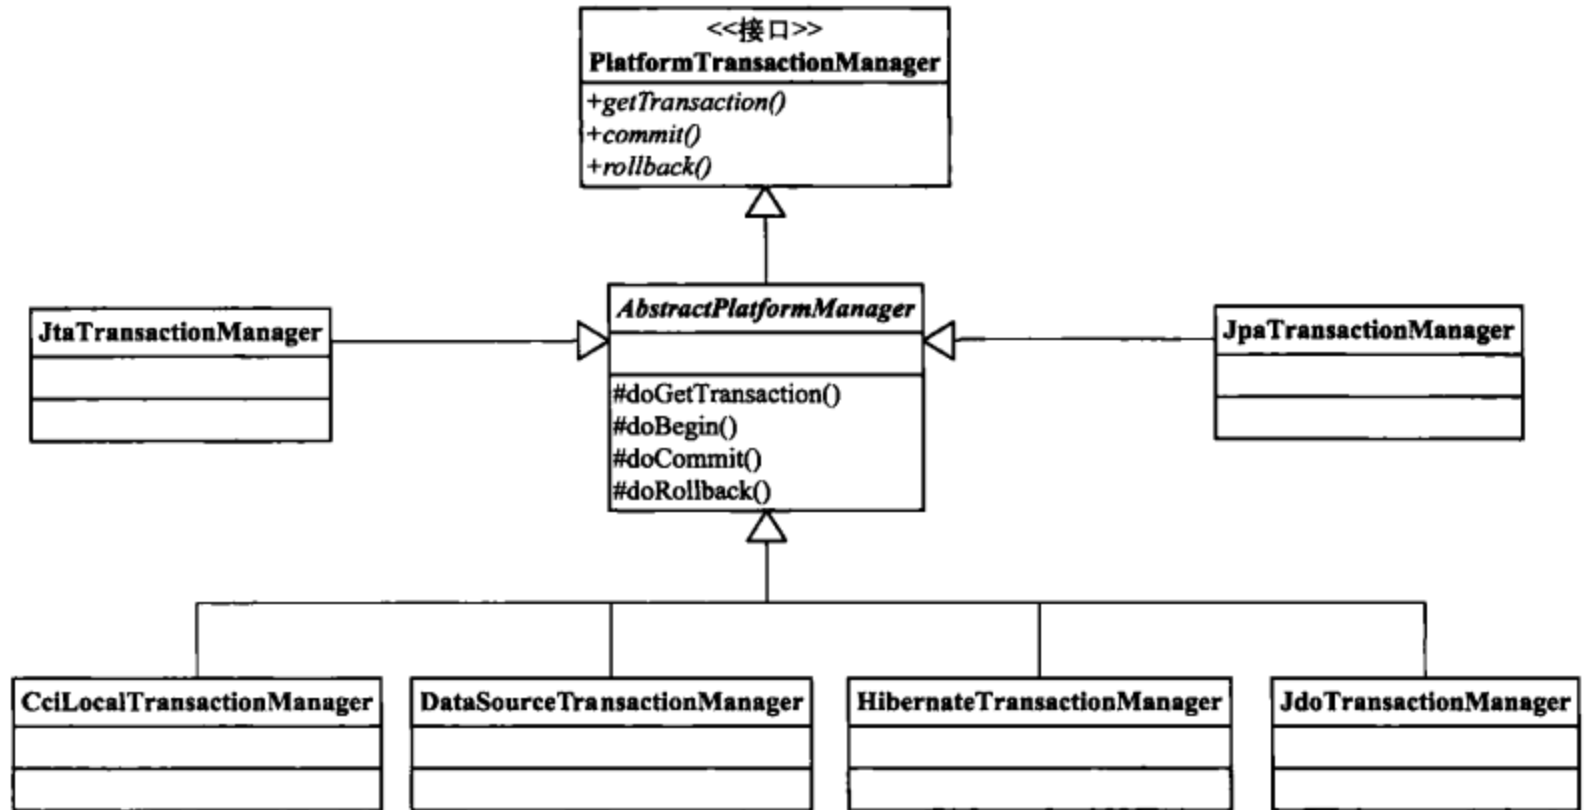 <<接口>>
PlatformTransactionManager
+getTransaction()
+commit()
+rollback()
AbstractPlatformManager
#doGetTransaction()
#doBegin()
#doCommit()
#doRollback()
JtaTransactionManager
JpaTransactionManager
CciLocalTransactionManager
DataSourceTransactionManager
HibernateTransactionManager
JdoTransactionManager